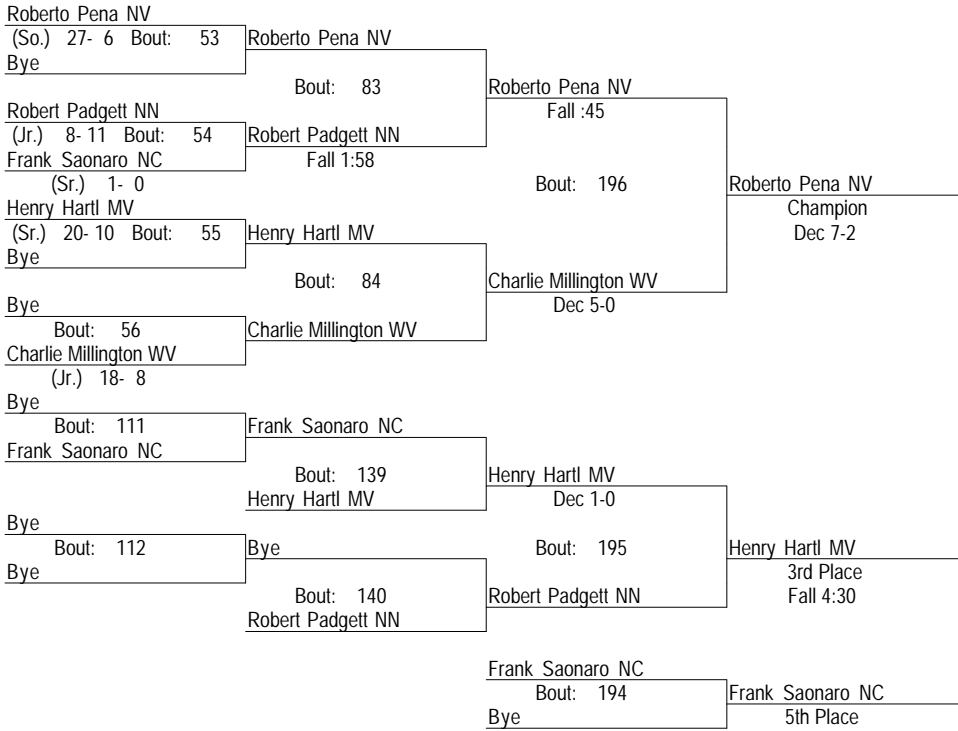 Roberto Pena NV
(So.) 27- 6 Bout: 53 Roberto Pena NV
Bye
Bout: 83 Roberto Pena NV
Robert Padgett NN Fall :45
(Jr.) 8- 11 Bout: 54 Robert Padgett NN
Frank Saonaro NC Fall 1:58
(Sr.) 1- 0 Bout: 196 Roberto Pena NV
Henry Hartl MV Champion
(Sr.) 20- 10 Bout: 55 Henry Hartl MV Dec 7-2
Bye
Bout: 84 Charlie Millington WV
Bye Dec 5-0
Bout: 56 Charlie Millington WV
Charlie Millington WV
(Jr.) 18- 8
Bye
Bout: 111 Frank Saonaro NC
Frank Saonaro NC
Bout: 139 Henry Hartl MV
Henry Hartl MV Dec 1-0
Bye
Bout: 112 Bye Bout: 195 Henry Hartl MV
Bye 3rd Place
Bout: 140 Robert Padgett NN Fall 4:30
Robert Padgett NN
Frank Saonaro NC
Bout: 194 Frank Saonaro NC
Bye 5th Place